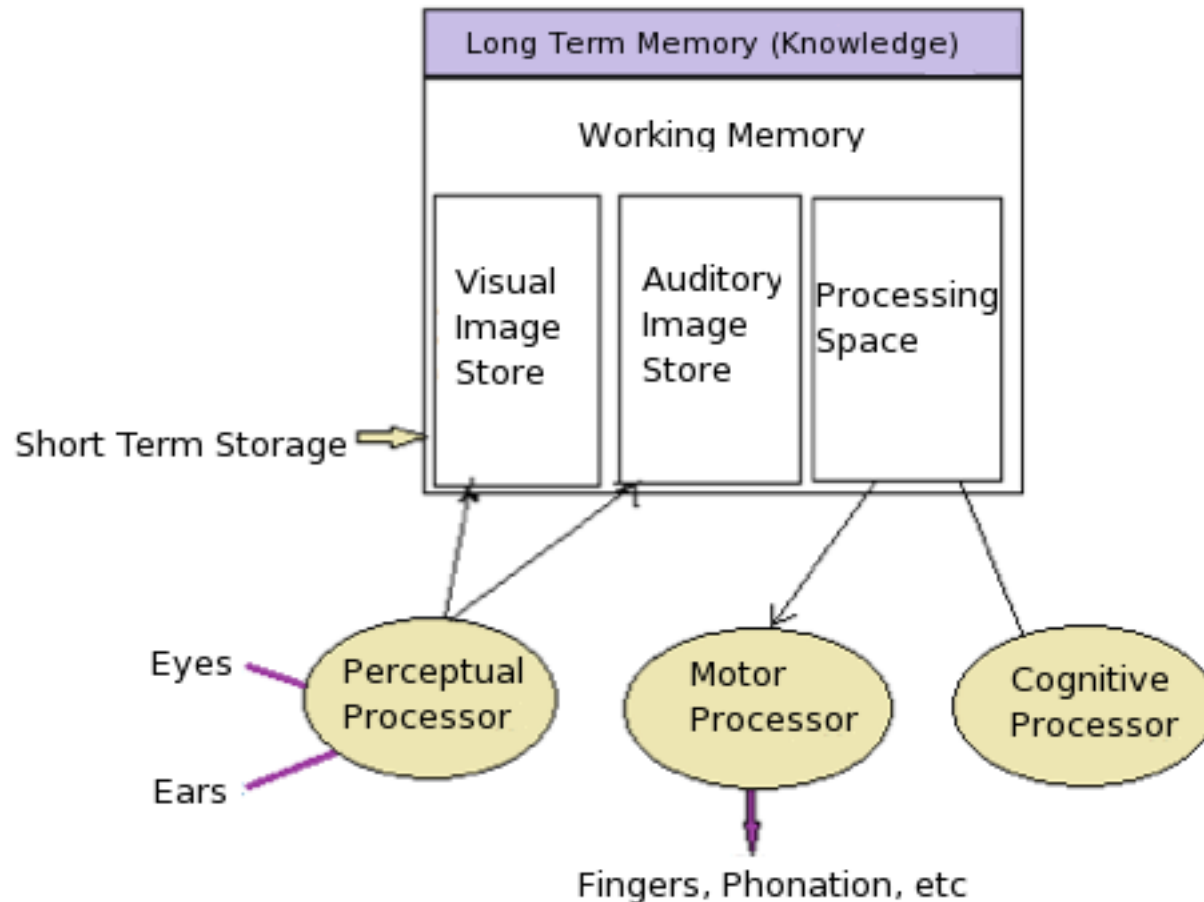 Long Term Memory (Knowledge)
Working Memory
Visual
Image
Store
Auditory
Image
Store
Processing
Space
Short Term Storage
Eyes
Ears
Perceptual
Processor
Motor
Processor
Cognitive
Processor
Fingers, Phonation, etc